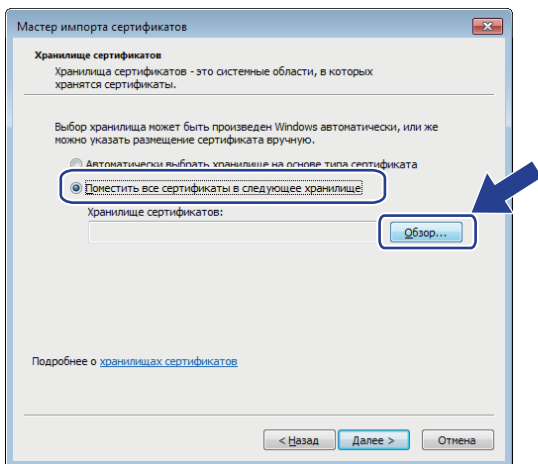 Мастер импорта сертификатов
Хранилище сертификатов
Хранилища сертификатов - это системные области, в которых
хранятся сертификаты.
Выбор хранилища может быть произведен Windows автоматически, или же
можно указать размещение сертификата вручную.
Автоматически выбрать хранилище на основе типа сертификата
Поместить все сертификаты в следующее хранилище
Хранилище сертификатов:
Обзор...
Подробнее о хранилищах сертификатов
< Назад
Далее >
Отмена